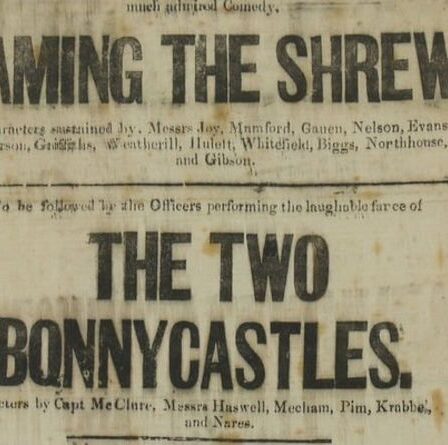 much admired Comedy,
AMING THE SHREW
aracters sustained by. Messrs Joy, Mumford, Gauen, Nelson, Evans
rson, Griffiths, Weatherill, Hulett, Whitefield, Biggs, Northhouse,
and Gibson.
o be followed by the Officers performing the laughable farce of
THE TWO
BONNYCASTLES.
cters by Capt McClure, Messrs Haswell, Mecham, Pim, Krabbe,
and Nares.